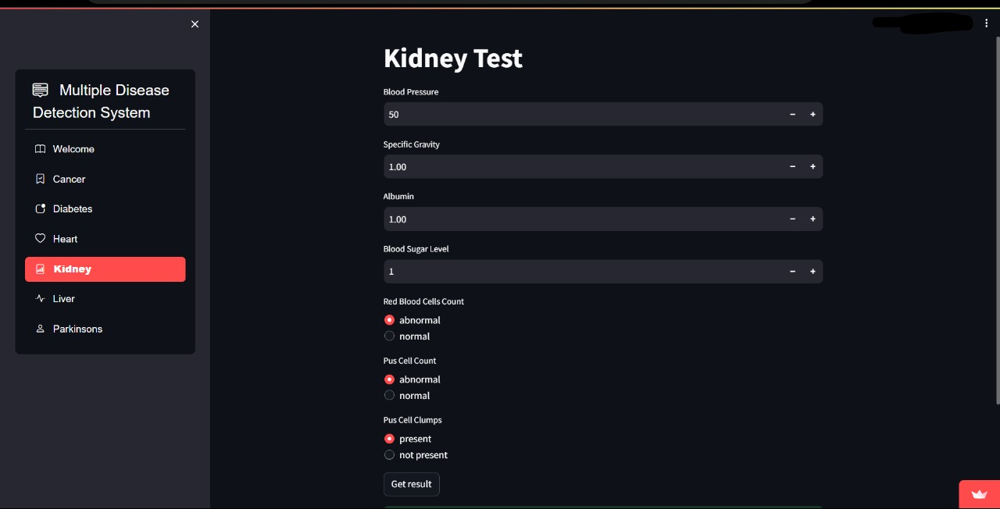 Multiple Disease
Detection System
Welcome
Cancer
Diabetes
Heart
Kidney
Liver
Parkinsons
Kidney Test
Blood Pressure
50
Specific Gravity
1.00
Albumin
1.00
Blood Sugar Level
1
Red Blood Cells Count
abnormal
normal
Pus Cell Count
abnormal
normal
Pus Cell Clumps
present
not present
Get result